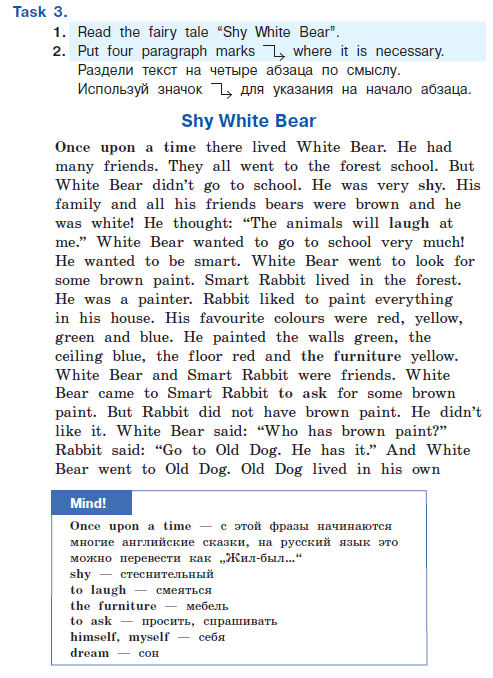 Task 3.
1. Read the fairy tale “Shy White Bear”.
2. Put four paragraph marks where it is necessary.
Раздели текст на четыре абзаца по смыслу.
Используй значок для указания на начало абзаца.
Shy White Bear
Once upon a time there lived White Bear. He had
many friends. They all went to the forest school. But
White Bear didn’t go to school. He was very shy. His
family and all his friends bears were brown and he
was white! He thought: “The animals will laugh at
me.” White Bear wanted to go to school very much!
He wanted to be smart. White Bear went to look for
some brown paint. Smart Rabbit lived in the forest.
He was a painter. Rabbit liked to paint everything
in his house. His favourite colours were red, yellow,
green and blue. He painted the walls green, the
ceiling blue, the floor red and the furniture yellow.
White Bear and Smart Rabbit were friends. White
Bear came to Smart Rabbit to ask for some brown
paint. But Rabbit did not have brown paint. He didn’t
like it. White Bear said: “Who has brown paint?”
Rabbit said: “Go to Old Dog. He has it.” And White
Bear went to Old Dog. Old Dog lived in his own
Mind!
Once upon a time — с этой фразы начинаются
многие английские сказки, на русский язык это
можно перевести как „Жил-был...“
shy — стеснительный
to laugh — смеяться
the furniture — мебель
to ask — просить, спрашивать
himself, myself — себя
dream — сон